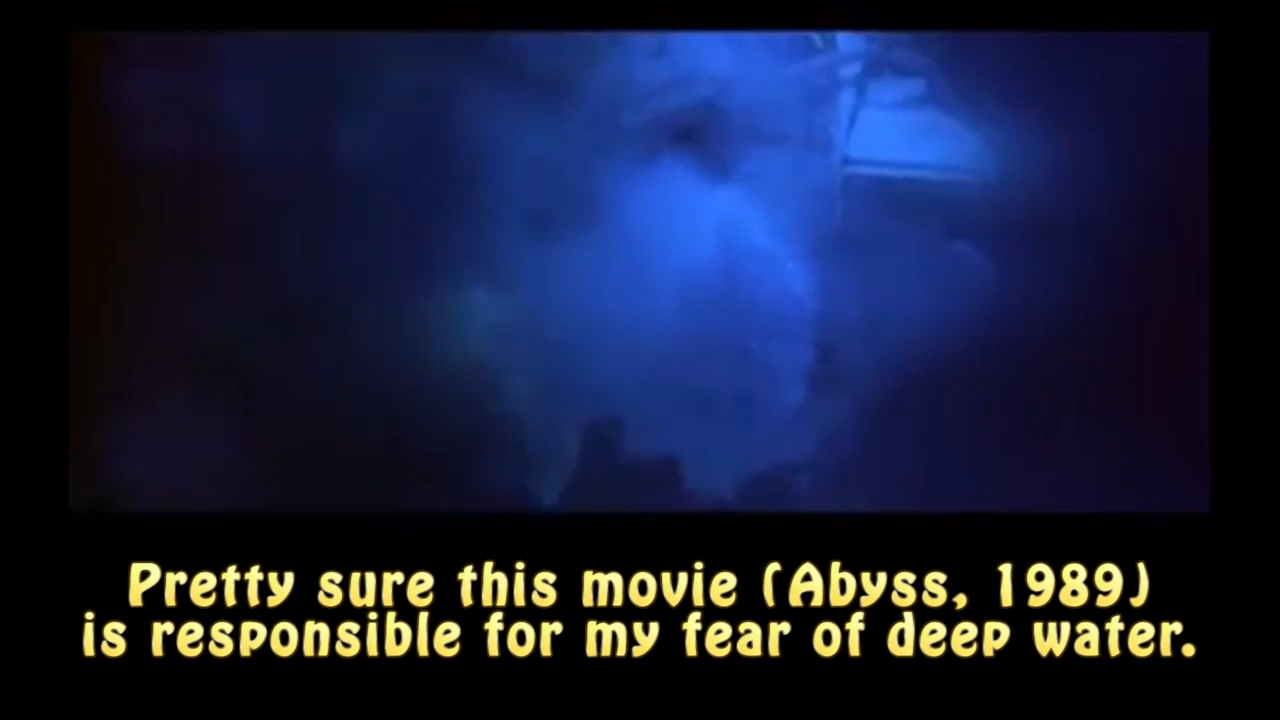 Pretty sure this movie (Abyss, 1989)
is responsible for my fear of deep water.